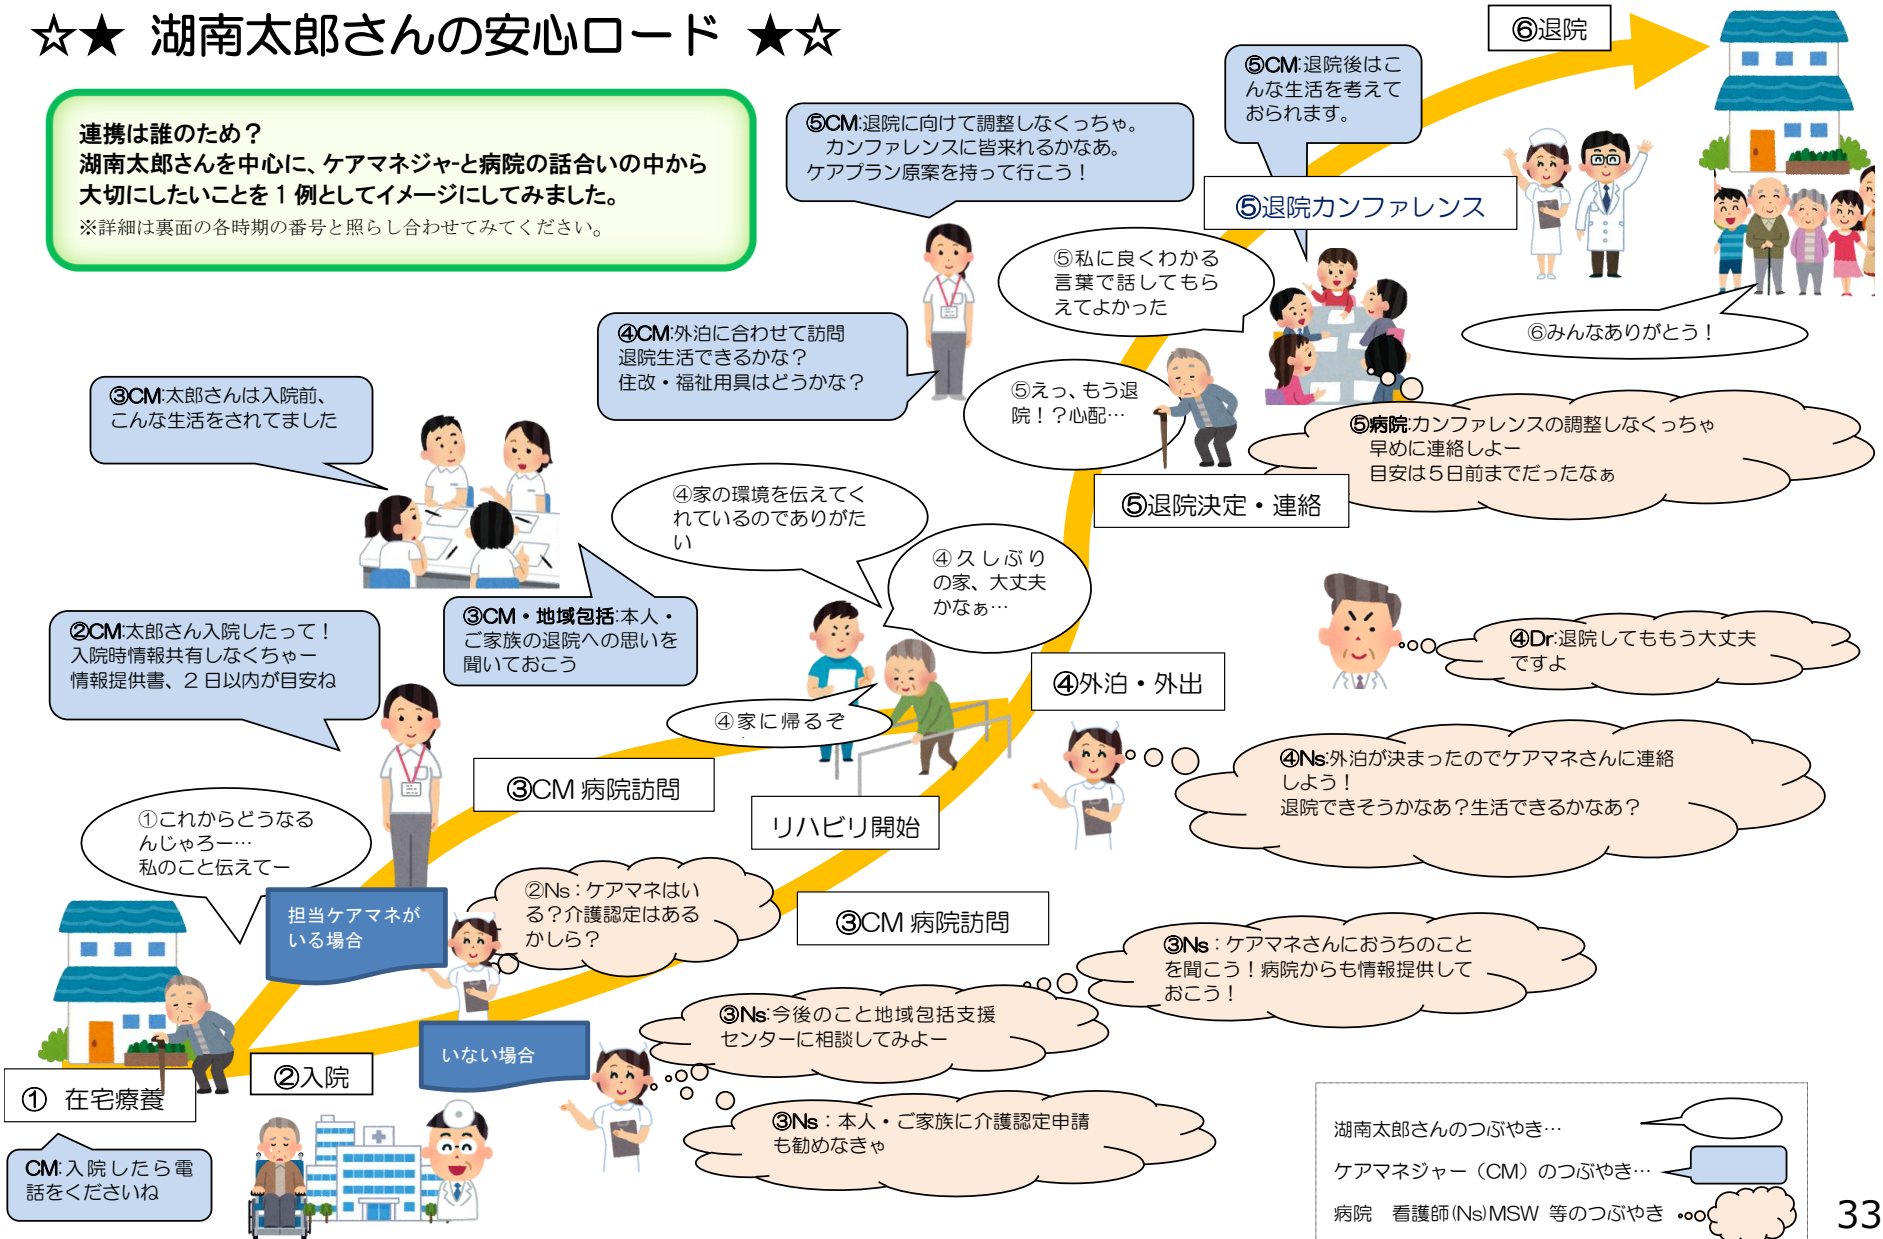 ☆★ 湖南太郎さんの安心ロード ★☆
連携は誰のため？
湖南太郎さんを中心に、ケアマネジャーと病院の話合いの中から
大切にしたいことを１例としてイメージにしてみました。
※詳細は裏面の各時期の番号と照らし合わせてみてください。
⑥退院
⑤CM:退院後はこ
んな生活を考えて
おられます。
⑤CM:退院に向けて調整しなくっちゃ。
カンファレンスに皆来れるかなあ。
ケアプラン原案を持って行こう！
⑤退院カンファレンス
⑤私に良くわかる
言葉で話してもら
えてよかった
⑥みんなありがとう！
④CM:外泊に合わせて訪問
退院生活できるかな？
住改・福祉用具はどうかな？
⑤えっ、もう退
院！？心配…
③CM:太郎さんは入院前、
こんな生活をされてました
⑤病院:カンファレンスの調整しなくっちゃ
早めに連絡しよー
目安は５日前までだったなぁ
⑤退院決定・連絡
④家の環境を伝えてく
れているのでありがた
い
④久しぶり
の家、大丈夫
かなぁ…
③CM・地域包括:本人・
ご家族の退院への思いを
聞いておこう
②CM:太郎さん入院したって！
入院時情報共有しなくちゃー
情報提供書、２日以内が目安ね
④Dr:退院してももう大丈夫
ですよ
④外泊・外出
④家に帰るぞ
④Ns:外泊が決まったのでケアマネさんに連絡
しよう！
退院できそうかなあ？生活できるかなあ？
③CM 病院訪問
リハビリ開始
①これからどうなる
んじゃろー…
私のこと伝えてー
担当ケアマネが
いる場合
②Ns：ケアマネはい
る？介護認定はある
かしら？
③CM 病院訪問
③Ns：ケアマネさんにおうちのこと
を聞こう！病院からも情報提供して
おこう！
③Ns:今後のこと地域包括支援
センターに相談してみよー
いない場合
②入院
① 在宅療養
③Ns：本人・ご家族に介護認定申請
も勧めなきゃ
CM:入院したら電
話をくださいね
湖南太郎さんのつぶやき…
ケアマネジャー（CM）のつぶやき…
病院　看護師(Ns)MSW 等のつぶやき
33